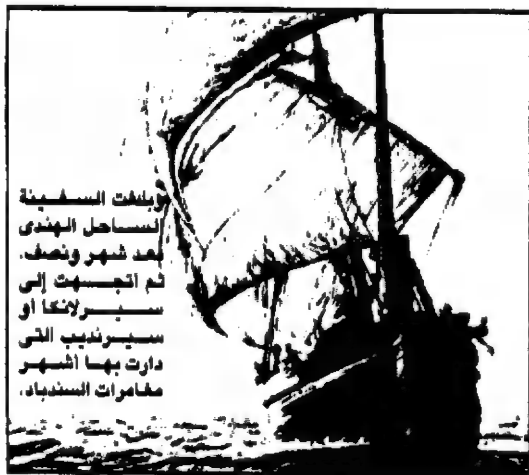 وبلغت السفينة
الساحل الهندى
بعد شهر ونصف.
ثم اتجهت إلى
سيرلانكا أو
سيرنديب التى
دارت بها أشهر
مغامرات السندباد.